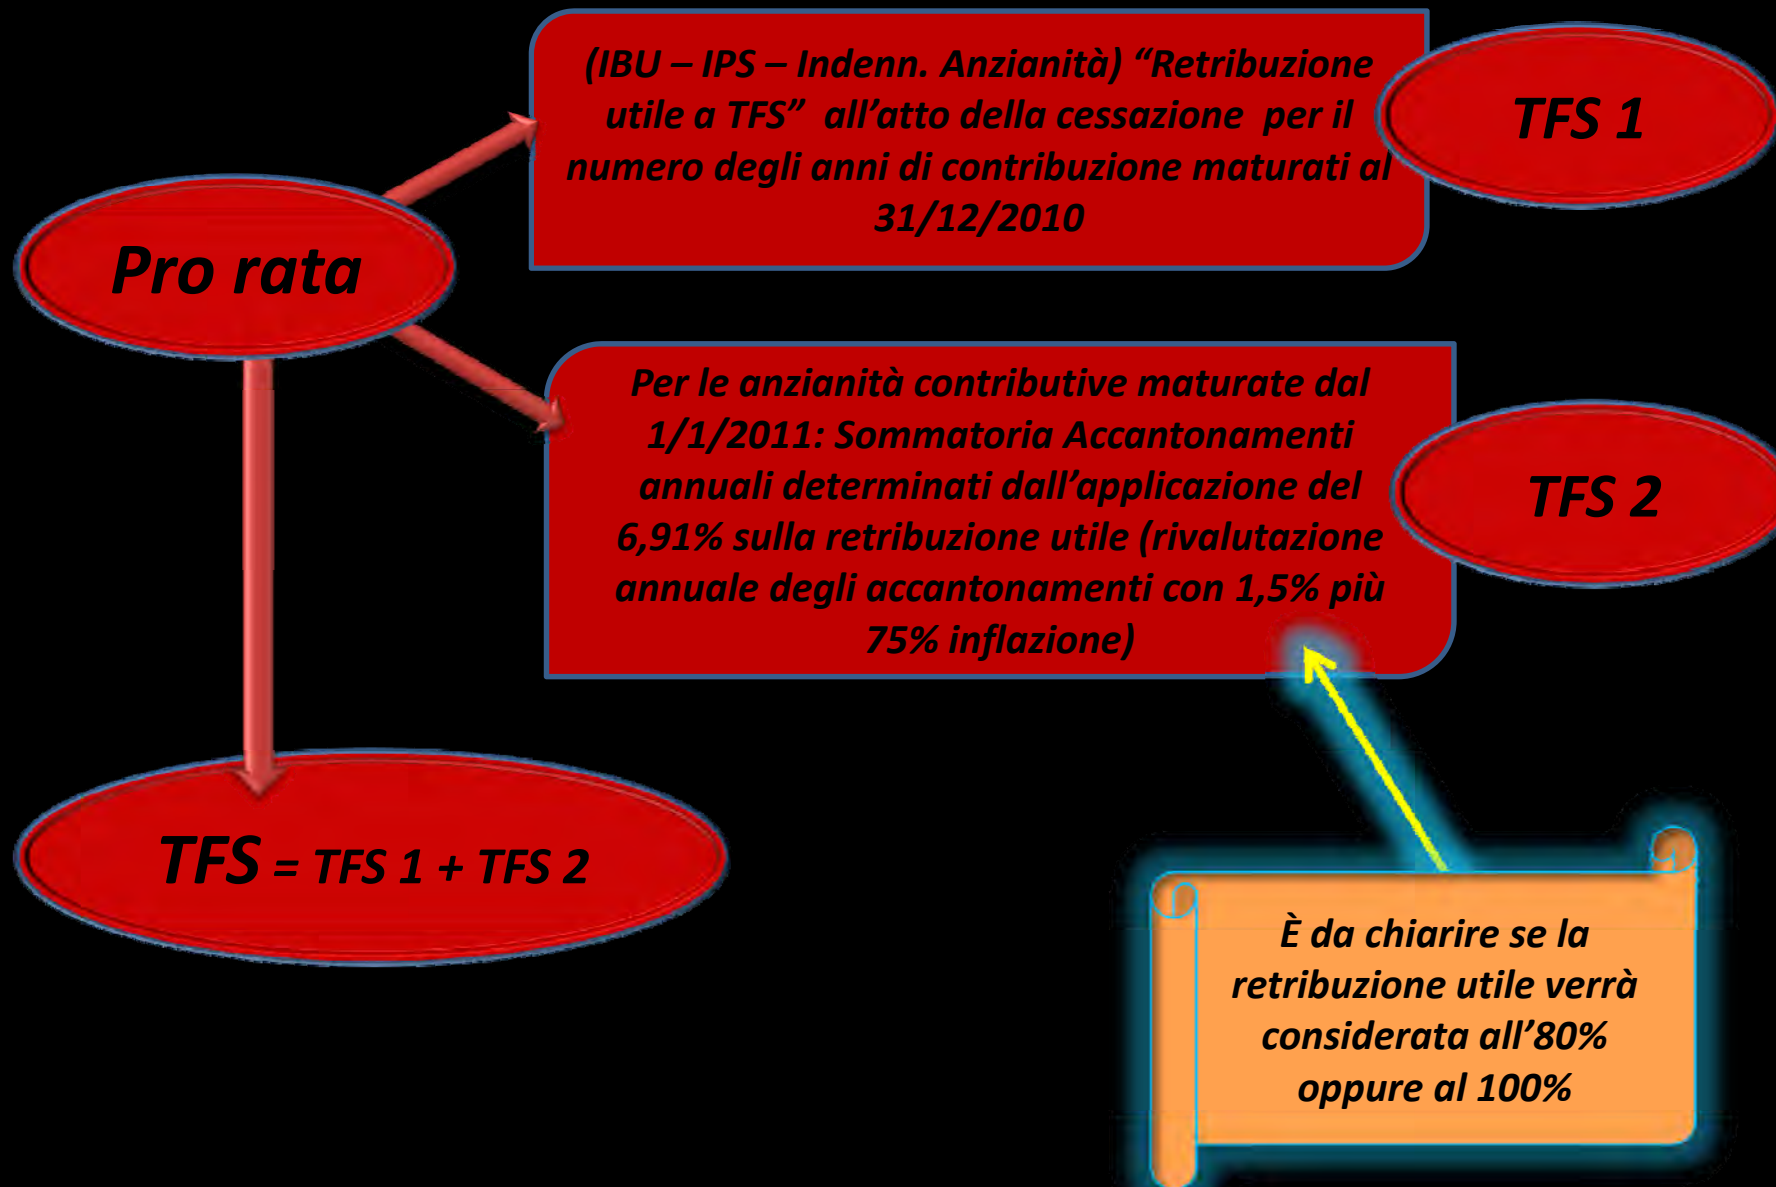 (IBU – IPS – Indenn. Anzianità) “Retribuzione
utile a TFS” all’atto della cessazione per il
numero degli anni di contribuzione maturati al
31/12/2010
TFS 1
Pro rata
Per le anzianità contributive maturate dal
1/1/2011: Sommatoria Accantonamenti
annuali determinati dall’applicazione del
6,91% sulla retribuzione utile (rivalutazione
annuale degli accantonamenti con 1,5% più
75% inflazione)
TFS 2
TFS = TFS 1 + TFS 2
È da chiarire se la
retribuzione utile verrà
considerata all’80%
oppure al 100%